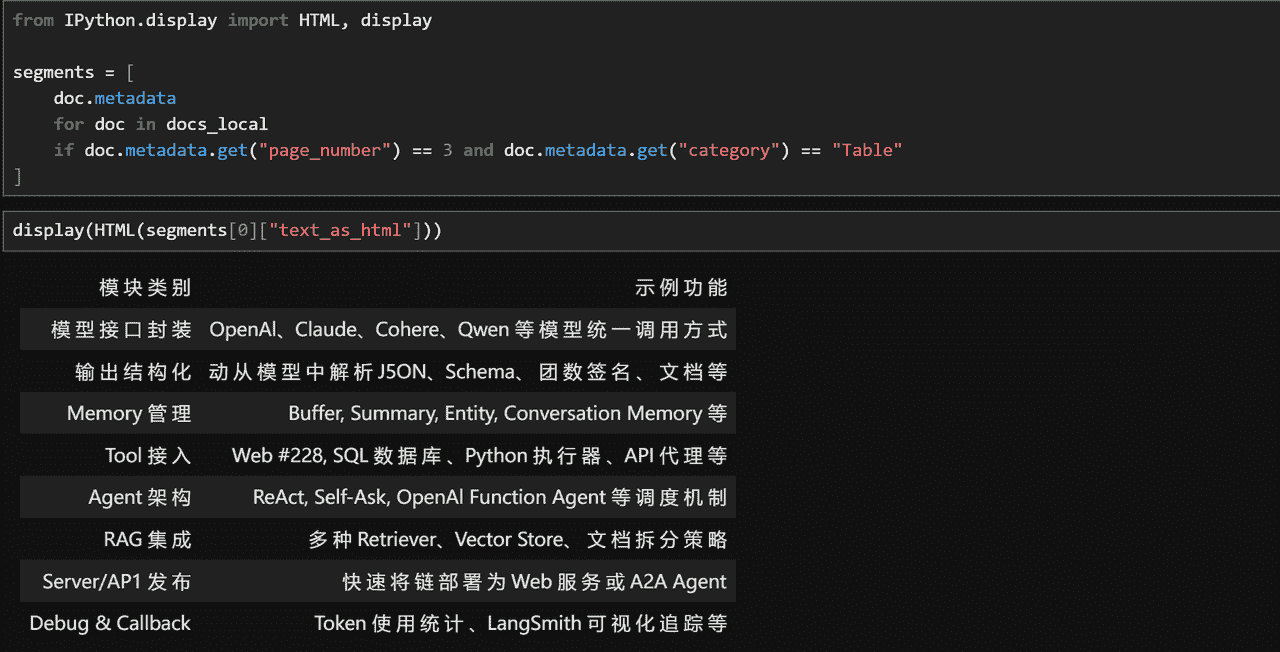 from IPython.display import HTML, display
segments = [
    doc.metadata
    for doc in docs_local
    if doc.metadata.get("page_number") == 3 and doc.metadata.get("category") == "Table"
]
display(HTML(segments[0]["text_as_html"]))
模块类别 示例功能
模型接口封装 OpenAI、Claude、Cohere、Qwen 等模型统一调用方式
输出结构化 动从模型中解析 J5ON、Schema、 团数签名、 文档等
Memory 管理 Buffer, Summary, Entity, Conversation Memory 等
Tool 接入 Web #228, SQL 数据库、Python 执行器、API 代理等
Agent 架构 ReAct, Self-Ask, OpenAI Function Agent 等调度机制
RAG 集成 多种 Retriever、Vector Store、 文档拆分策略
Server/AP1 发布 快速将链部署为 Web 服务或 A2A Agent
Debug & Callback Token 使用统计、LangSmith 可视化追踪等